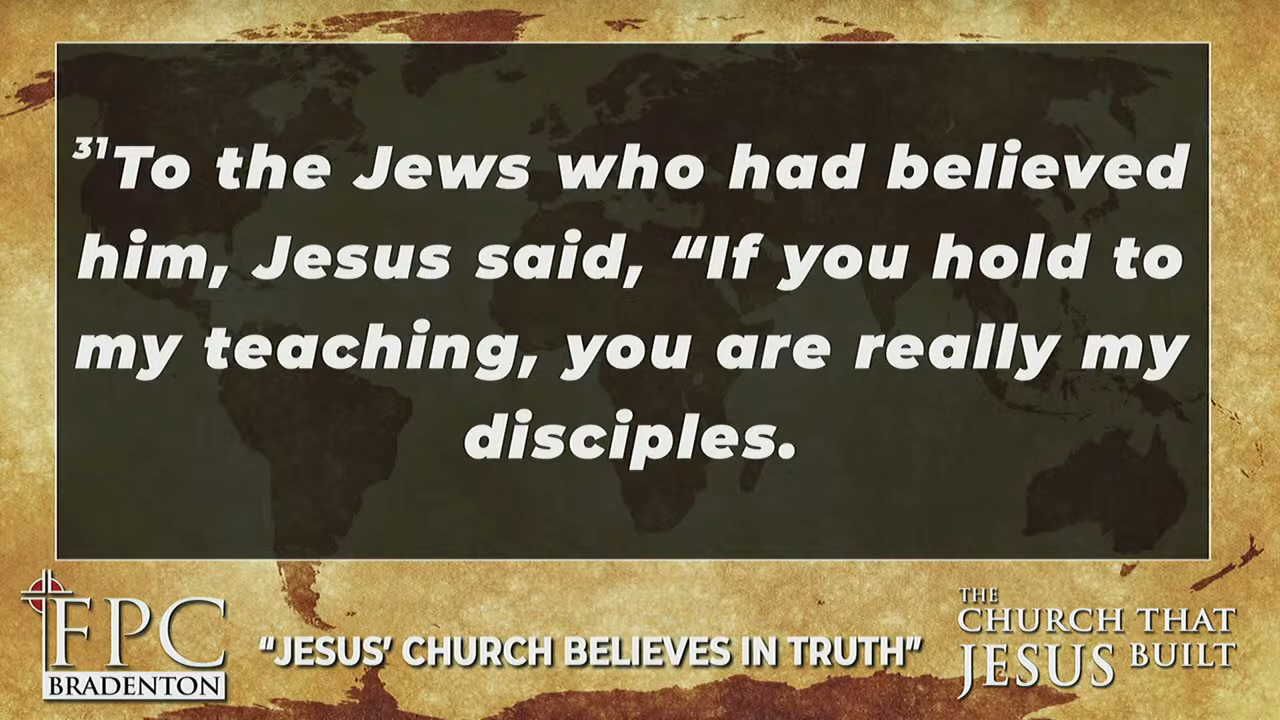 ³¹To the Jews who had believed
him, Jesus said, “If you hold to
my teaching, you are really my
disciples.
FPC
BRADENTON
“JESUS’ CHURCH BELIEVES IN TRUTH”
THE
CHURCH THAT
JESUS BUILT